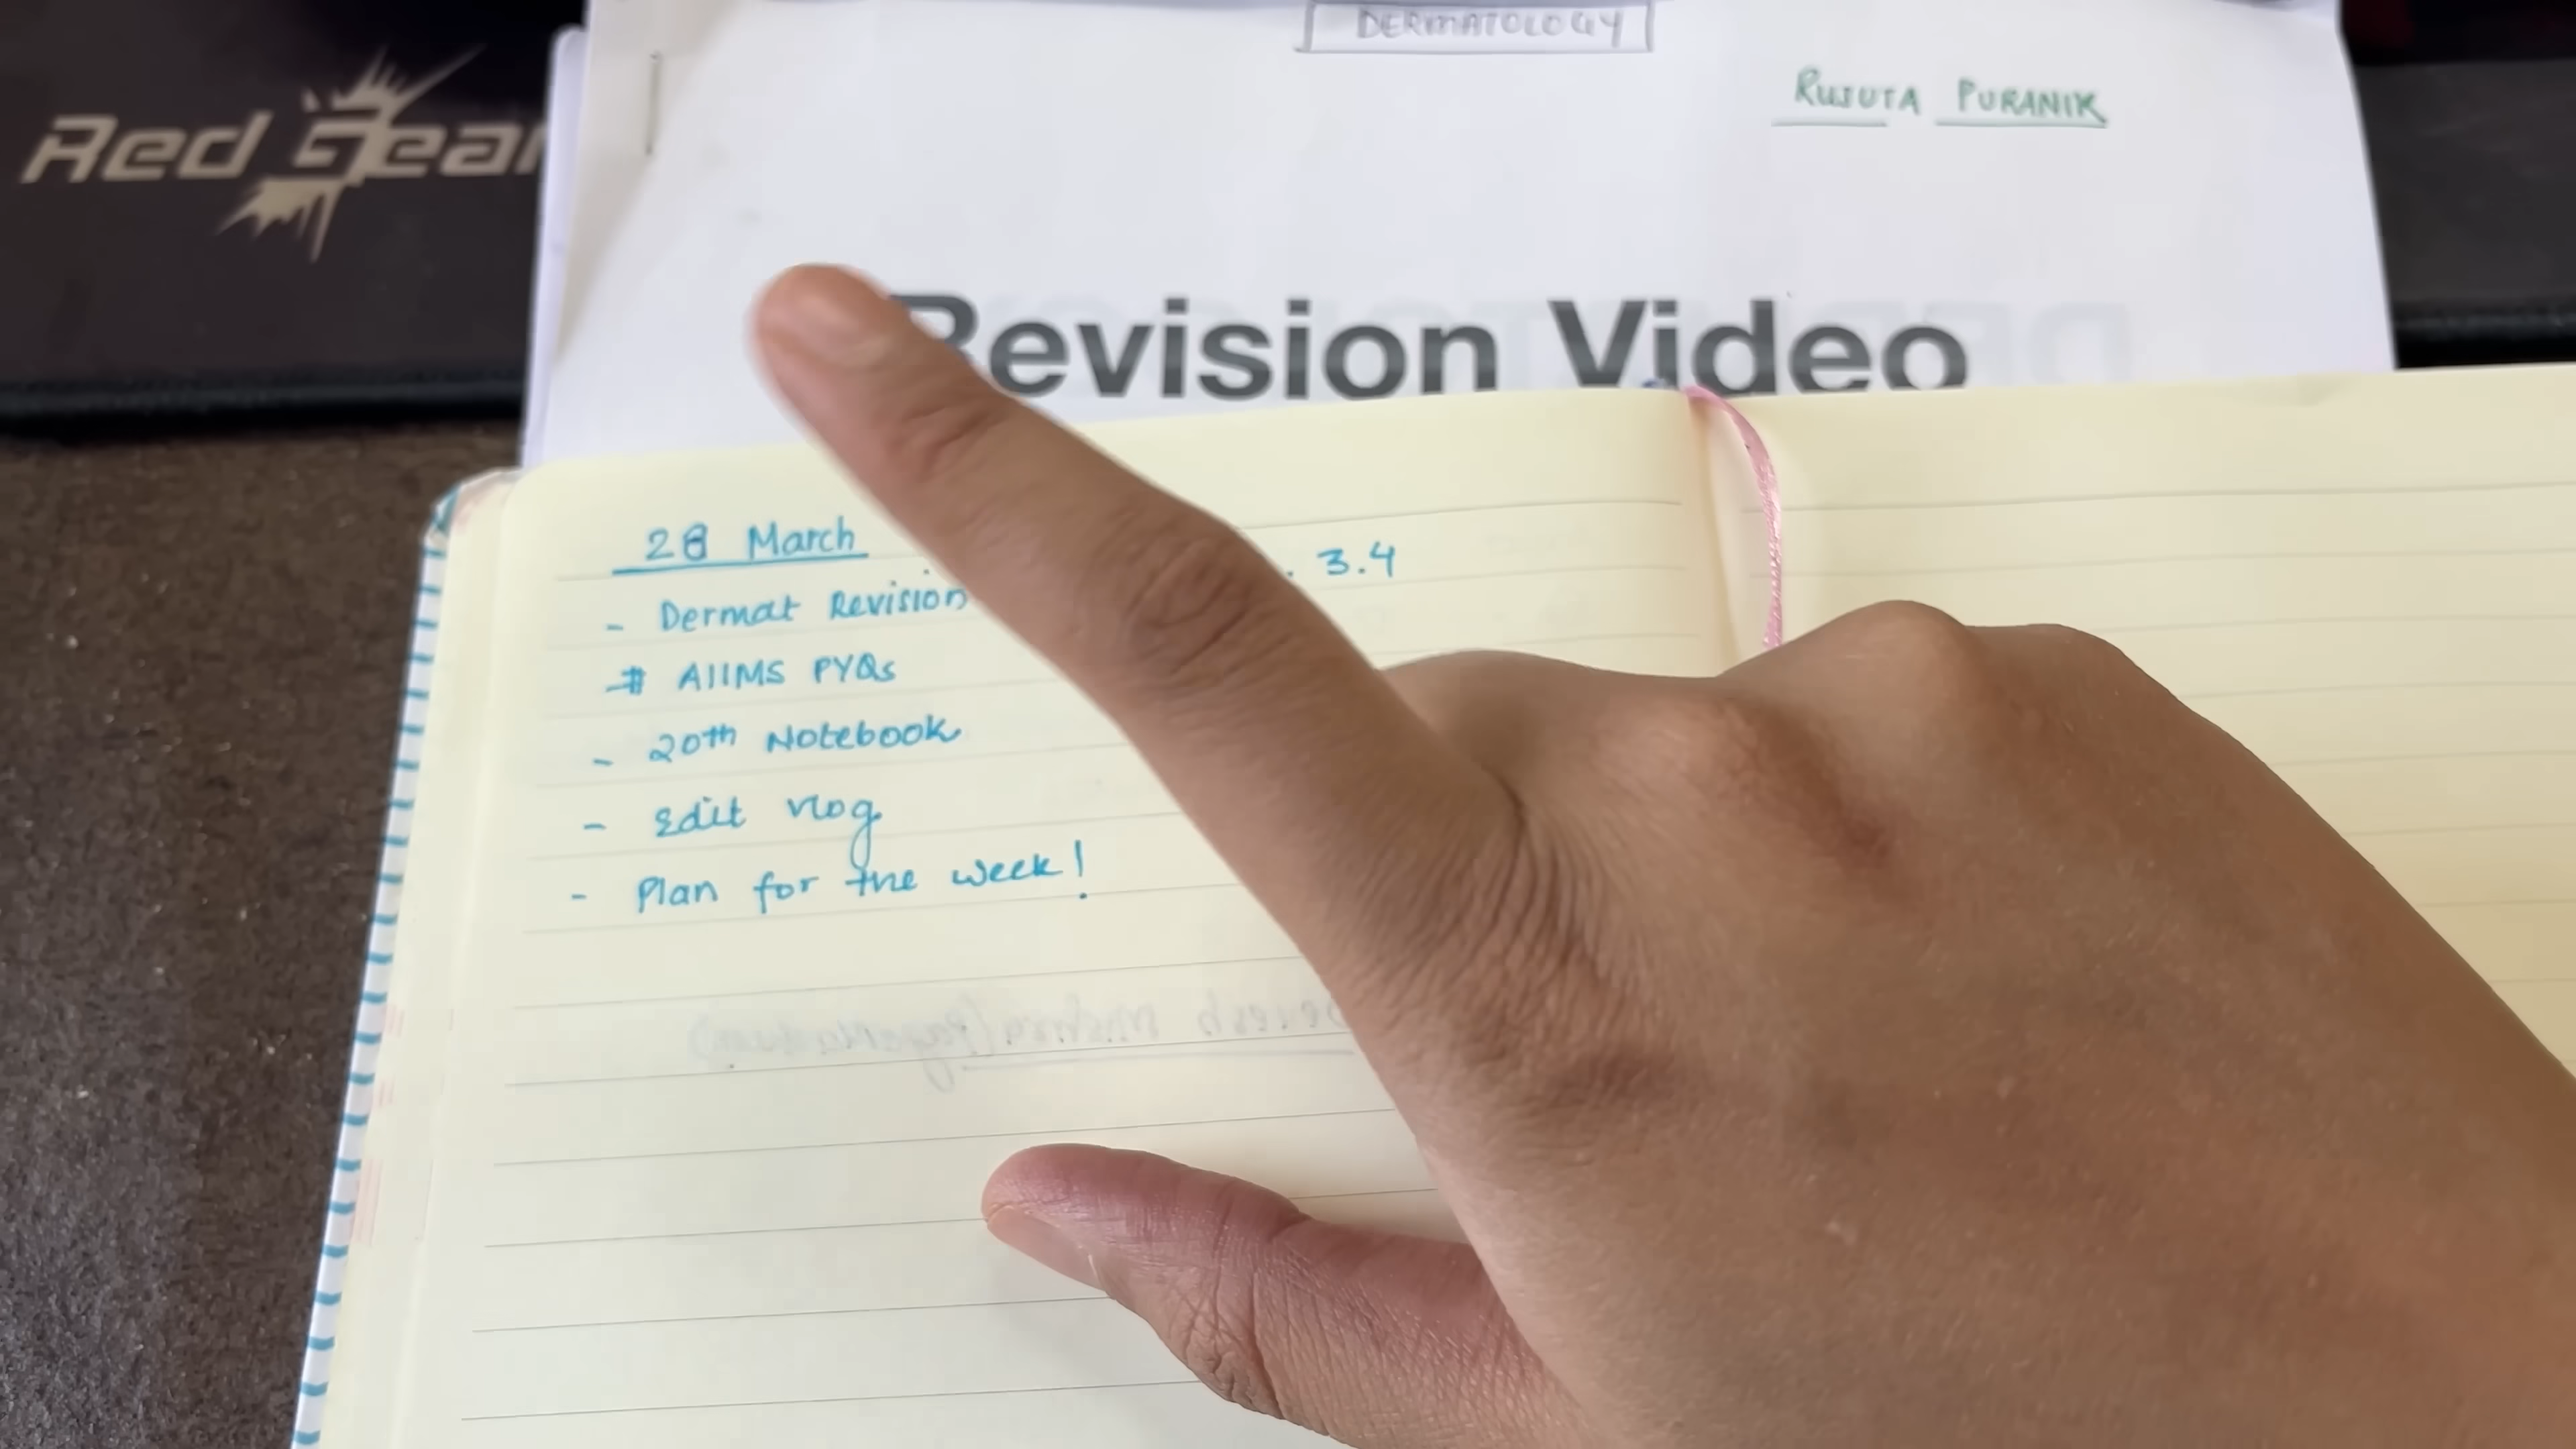 DERMATOLOGY
RUJUTA PURANIK
Red Gear
Revision Video
28 March
- Dermat Revision . 3.4
# AIIMS PYQs
- 20th Notebook
- Edit vlog
- Plan for the week!